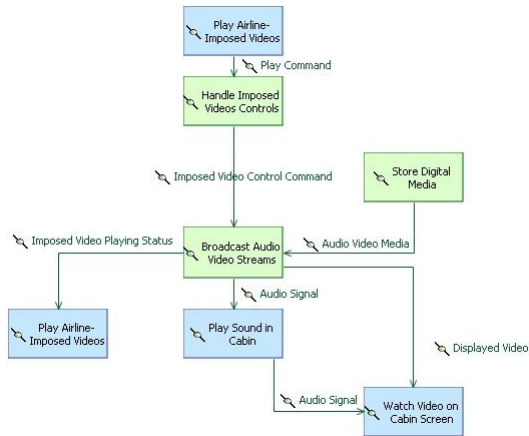 Play Airline-
Imposed Videos
Play Command
Handle Imposed
Videos Controls
Imposed Video Control Command
Store Digital
Media
Imposed Video Playing Status
Broadcast Audio
Video Streams
Audio Video Media
Audio Signal
Play Airline-
Imposed Videos
Play Sound in
Cabin
Displayed Video
Audio Signal
Watch Video on
Cabin Screen